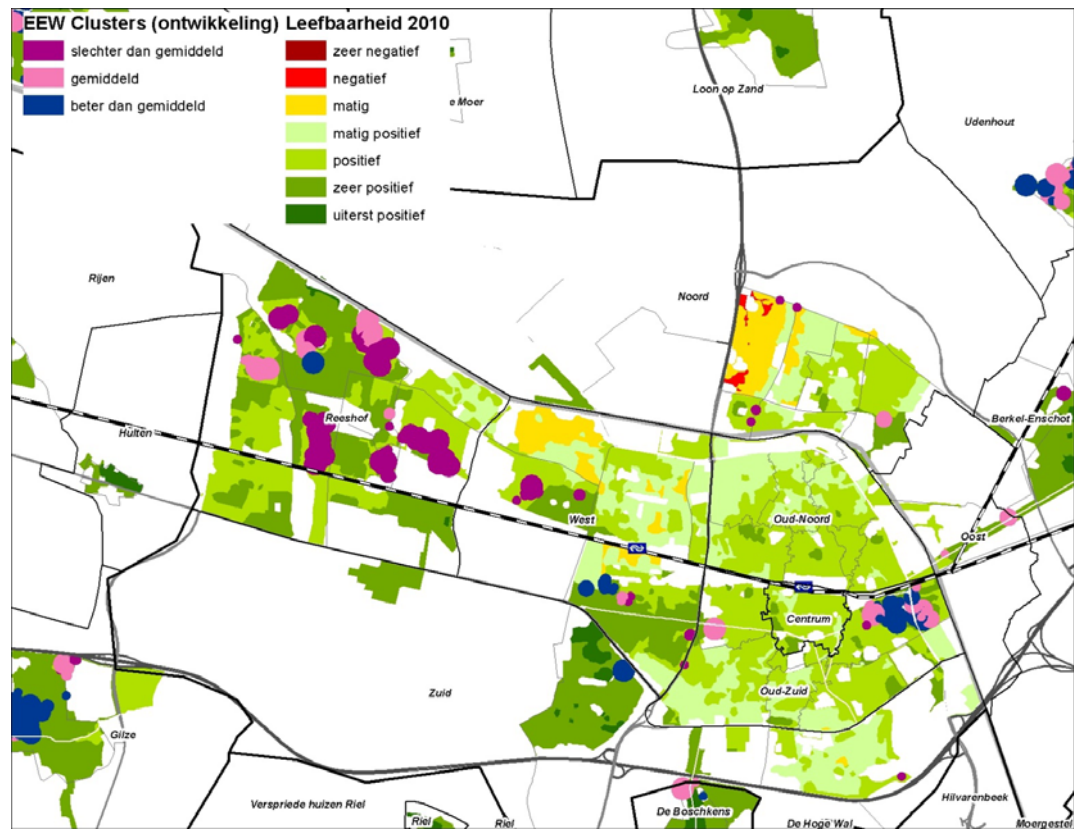 EEW Clusters (ontwikkeling)
slechter dan gemiddeld
gemiddeld
beter dan gemiddeld
Leefbaarheid 2010
zeer negatief
negatief
matig
matig positief
positief
zeer positief
uiterst positief
Moer
Loon op Zand
Udenhout
Rijen
Noord
Reeshof
Hulten
Berkel-Enschot
West
Oud-Noord
Oost
Centrum
Zuid
Oud-Zuid
Gilze
Verspriede huizen Riel
Riel
Riel
De Boschkens
De Hoge Wal
Hilvarenbeek
Moergestel